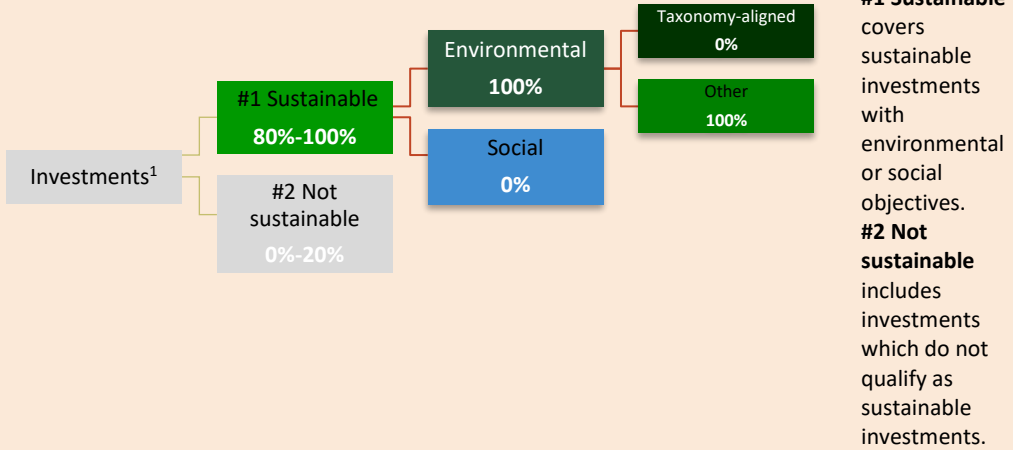 Investments¹
#1 Sustainable
80%-100%
#2 Not
sustainable
0%-20%
Environmental
100%
Social
0%
Taxonomy-aligned
0%
Other
100%
#1 Sustainable
covers
sustainable
investments
with
environmental
or social
objectives.
#2 Not
sustainable
includes
investments
which do not
qualify as
sustainable
investments.